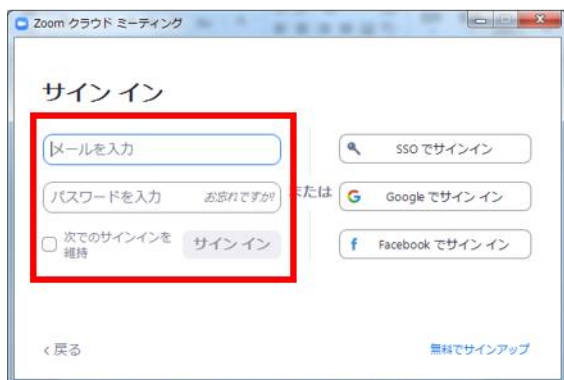 Zoom クラウド ミーティング
サイン イン
メールを入力
パスワードを入力 お忘れですか?
次でのサインインを
維持
サイン イン
または
SSO でサインイン
Google でサイン イン
Facebook でサイン イン
< 戻る
無料でサインアップ